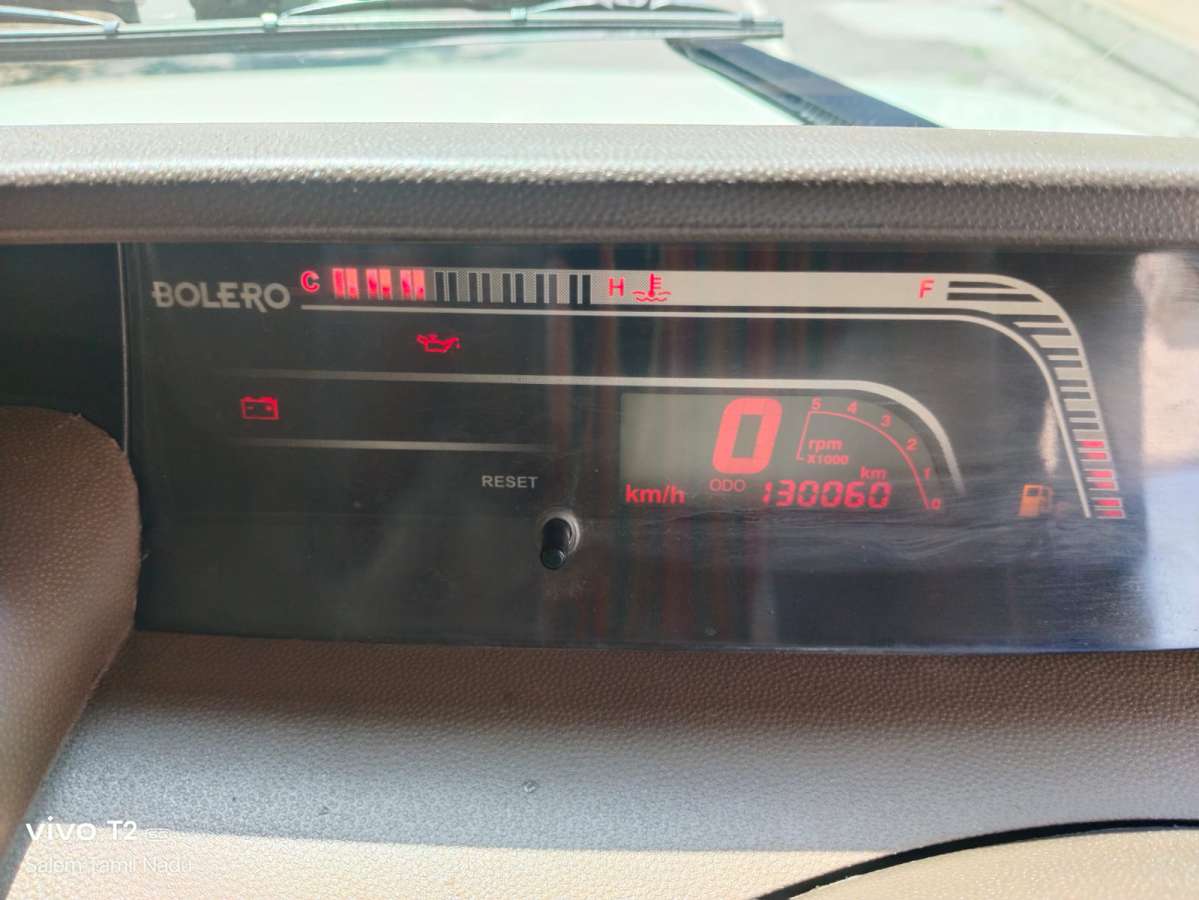 BOLERO
C H F
RESET
0
km/h
5 4 3 2 1 0
rpm
X1000
km
ODO 130060
vivo T2 5G
Salem, Tamil Nadu